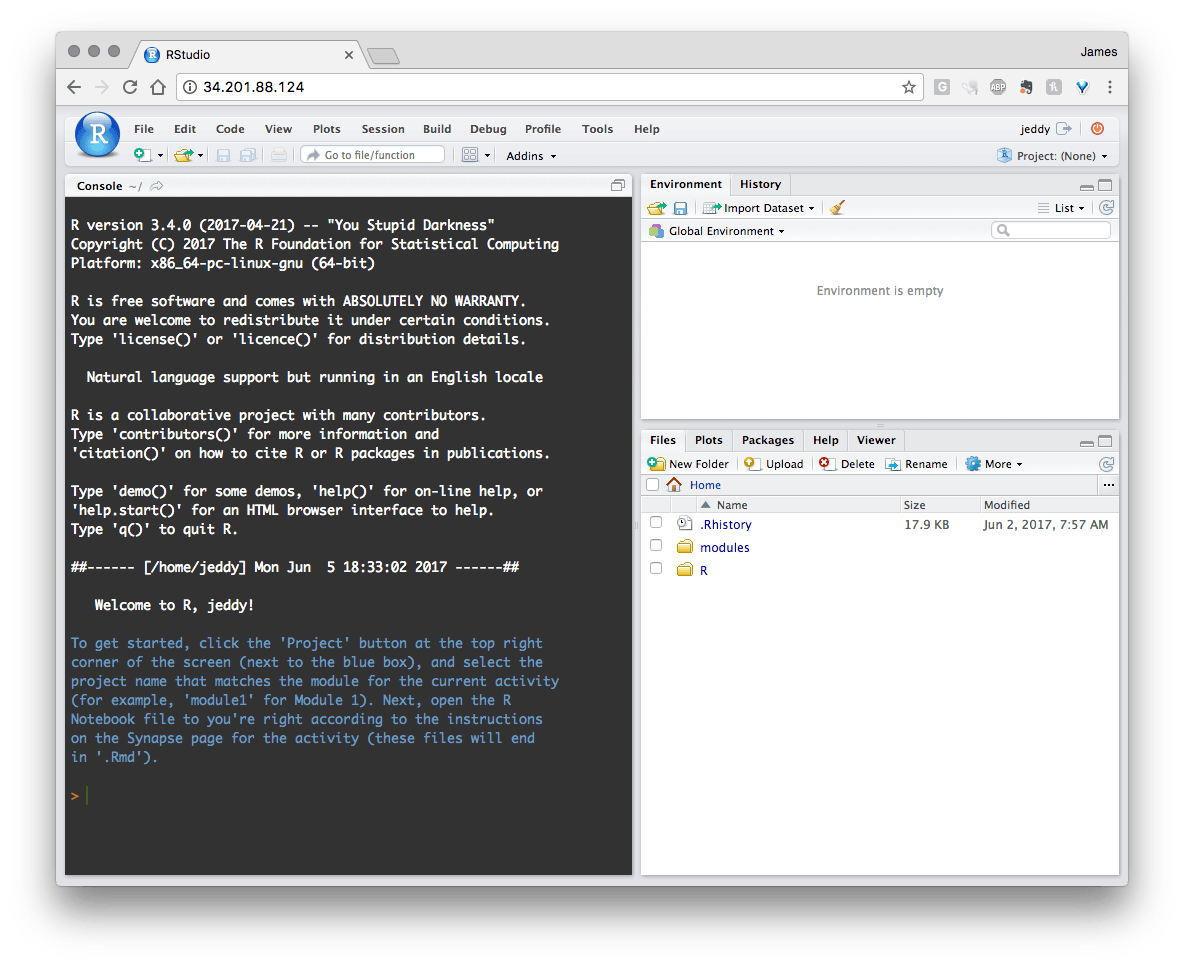 RStudio
James
34.201.88.124
R
File Edit Code View Plots Session Build Debug Profile Tools Help
jeddy
Go to file/function
Addins
Project: (None)
Console ~/
R version 3.4.0 (2017-04-21) -- "You Stupid Darkness"
Copyright (C) 2017 The R Foundation for Statistical Computing
Platform: x86_64-pc-linux-gnu (64-bit)
R is free software and comes with ABSOLUTELY NO WARRANTY.
You are welcome to redistribute it under certain conditions.
Type 'license()' or 'licence()' for distribution details.
Natural language support but running in an English locale
R is a collaborative project with many contributors.
Type 'contributors()' for more information and
'citation()' on how to cite R or R packages in publications.
Type 'demo()' for some demos, 'help()' for on-line help, or
'help.start()' for an HTML browser interface to help.
Type 'q()' to quit R.
##------ [/home/jeddy] Mon Jun  5 18:33:02 2017 ------##
Welcome to R, jeddy!
To get started, click the 'Project' button at the top right
corner of the screen (next to the blue box), and select the
project name that matches the module for the current activity
(for example, 'module1' for Module 1). Next, open the R
Notebook file to you're right according to the instructions
on the Synapse page for the activity (these files will end
in '.Rmd').
>
Environment History
Import Dataset
List
Global Environment
Environment is empty
Files Plots Packages Help Viewer
New Folder Upload Delete Rename More
Home
...
Name Size Modified
.Rhistory 17.9 KB Jun 2, 2017, 7:57 AM
modules
R